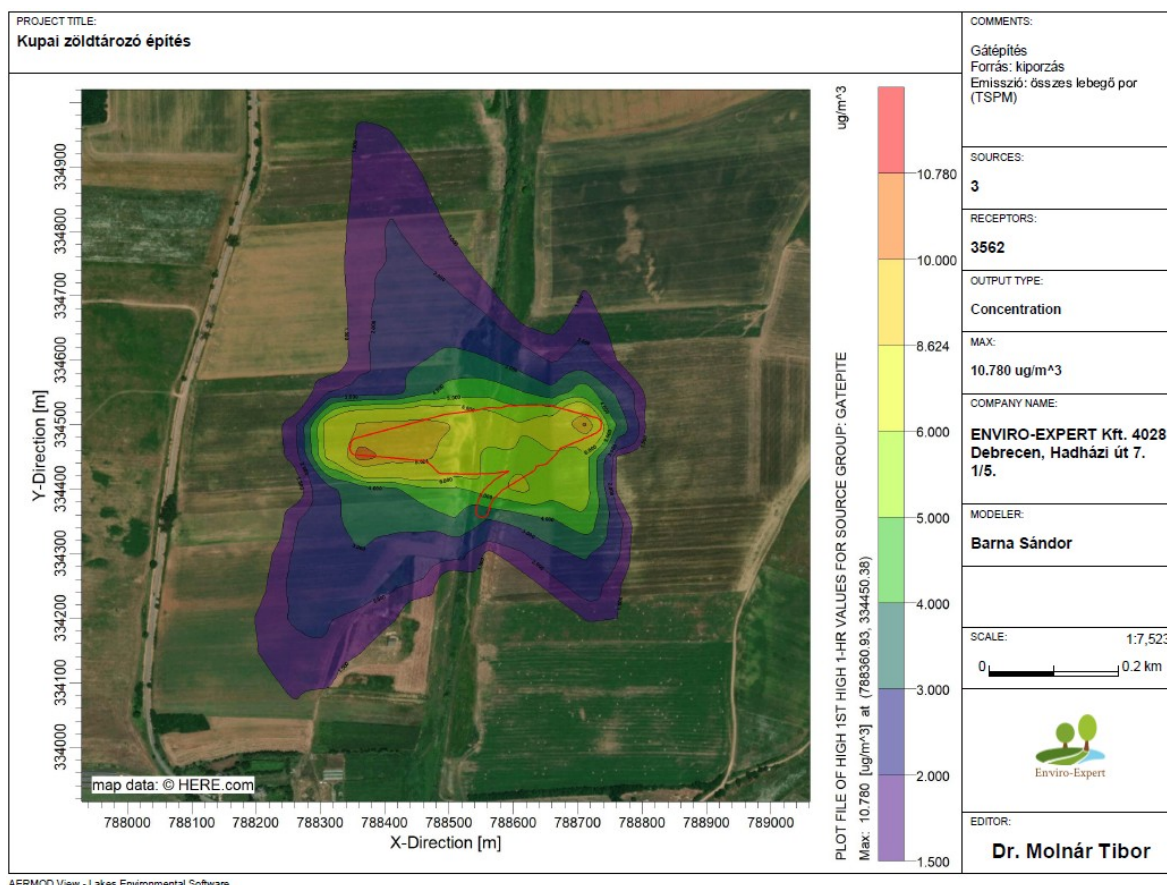 PROJECT TITLE:
Kupai zöldtározó építés
COMMENTS:
Gátépítés
Forrás: kiporzás
Emisszió: összes lebegő por
(TSPM)
SOURCES:
3
RECEPTORS:
3562
OUTPUT TYPE:
Concentration
MAX:
10.780 ug/m^3
COMPANY NAME:
ENVIRO-EXPERT Kft. 4028
Debrecen, Hadházi út 7.
1/5.
MODELER:
Barna Sándor
SCALE:
1:7,523
0 0.2 km
Enviro-Expert
EDITOR:
Dr. Molnár Tibor
Y-Direction [m]
334900
334800
334700
334600
334500
334400
334300
334200
334100
334000
map data: © HERE.com
788000 788100 788200 788300 788400 788500 788600 788700 788800 788900 789000
X-Direction [m]
PLOT FILE OF HIGH 1ST HIGH 1-HR VALUES FOR SOURCE GROUP: GATEPITE
ug/m^3
Max: 10.780 [ug/m^3] at (788360.93, 334450.38)
10.780
10.000
8.624
6.000
5.000
4.000
3.000
2.000
1.500
AERMOD View - Lakes Environmental Software